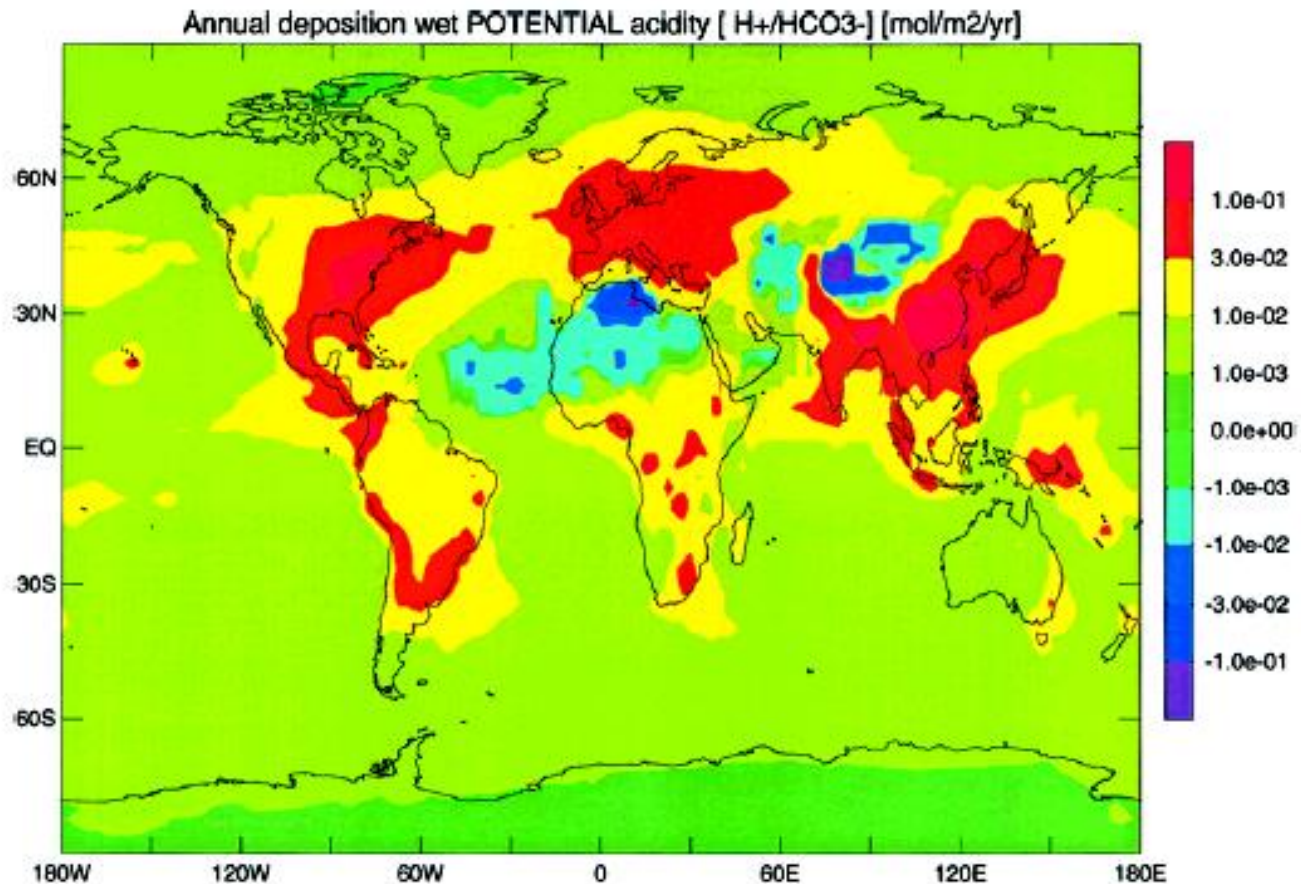 Annual deposition wet POTENTIAL acidity [ H+/HCO3-] [mol/m2/yr]
60N
30N
EQ
30S
60S
180W 120W 60W 0 60E 120E 180E
1.0e-01
3.0e-02
1.0e-02
1.0e-03
0.0e+00
-1.0e-03
-1.0e-02
-3.0e-02
-1.0e-01